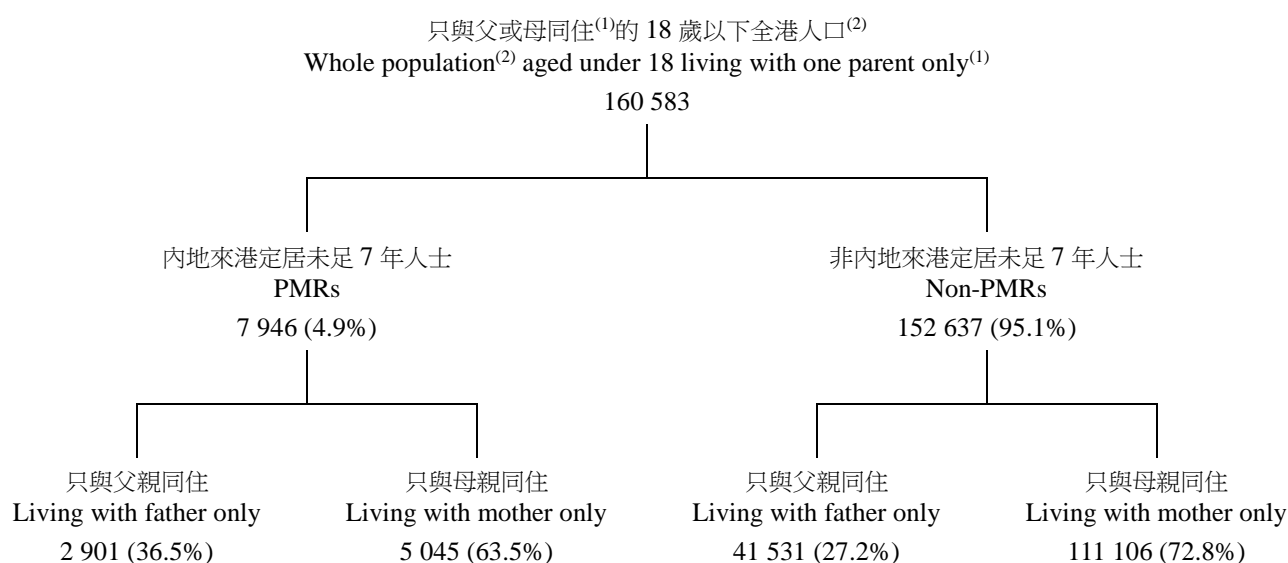 只與父或母同住(1)的 18 歲以下全港人口(2)
Whole population(2) aged under 18 living with one parent only(1)
160 583
內地來港定居未足 7 年人士
PMRs
7 946 (4.9%)
非內地來港定居未足 7 年人士
Non-PMRs
152 637 (95.1%)
只與父親同住
Living with father only
2 901 (36.5%)
只與母親同住
Living with mother only
5 045 (63.5%)
只與父親同住
Living with father only
41 531 (27.2%)
只與母親同住
Living with mother only
111 106 (72.8%)